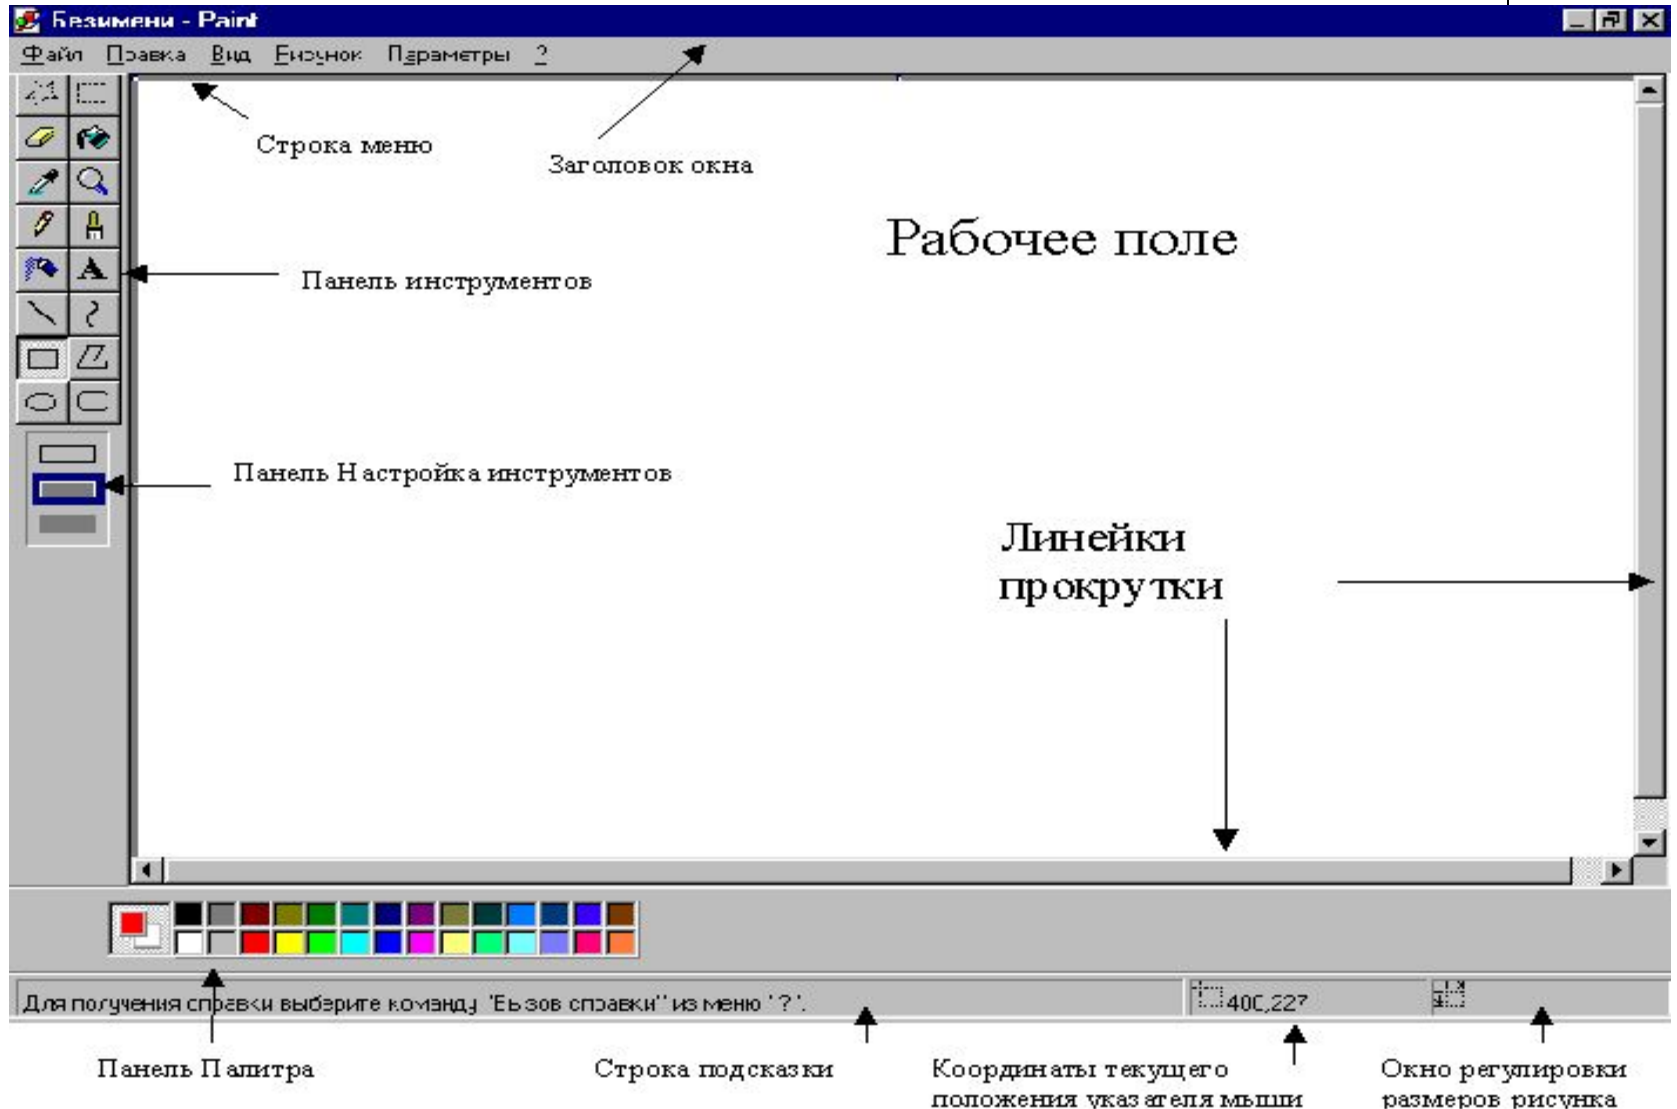 Безимени - Paint
Файл Правка Вид Рисунок Параметры ?
Строка меню
Заголовок окна
Рабочее поле
Панель инструментов
Панель Настройка инструментов
Линейки
прокрутки
Для получения справки выберите команду "Вызов справки" из меню "?".
400,227
Панель Палитра
Строка подсказки
Координаты текущего
положения указателя мыши
Окно регулировки
размеров рисунка